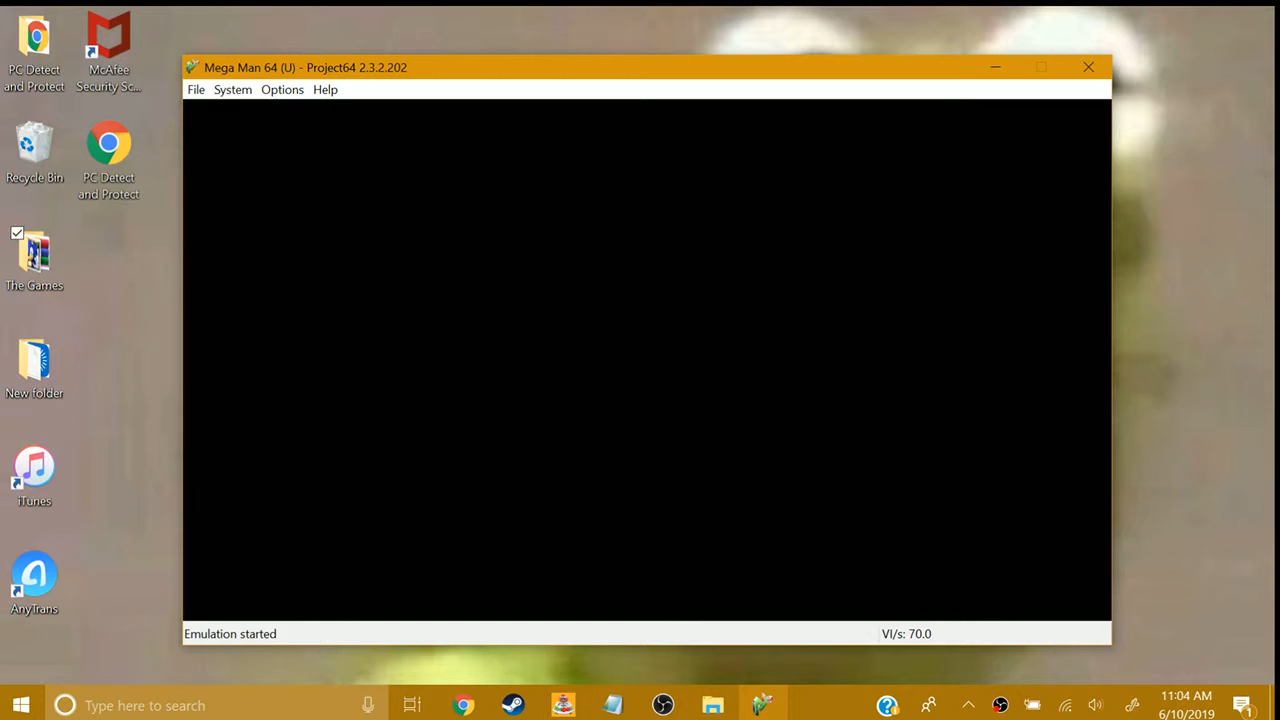 PC Detect
and Protect
McAfee
Security Sc...
Recycle Bin
PC Detect
and Protect
The Games
New folder
iTunes
AnyTrans
Mega Man 64 (U) - Project64 2.3.2.202
File System Options Help
Emulation started
VI/s: 70.0
Type here to search
11:04 AM
6/10/2019
1